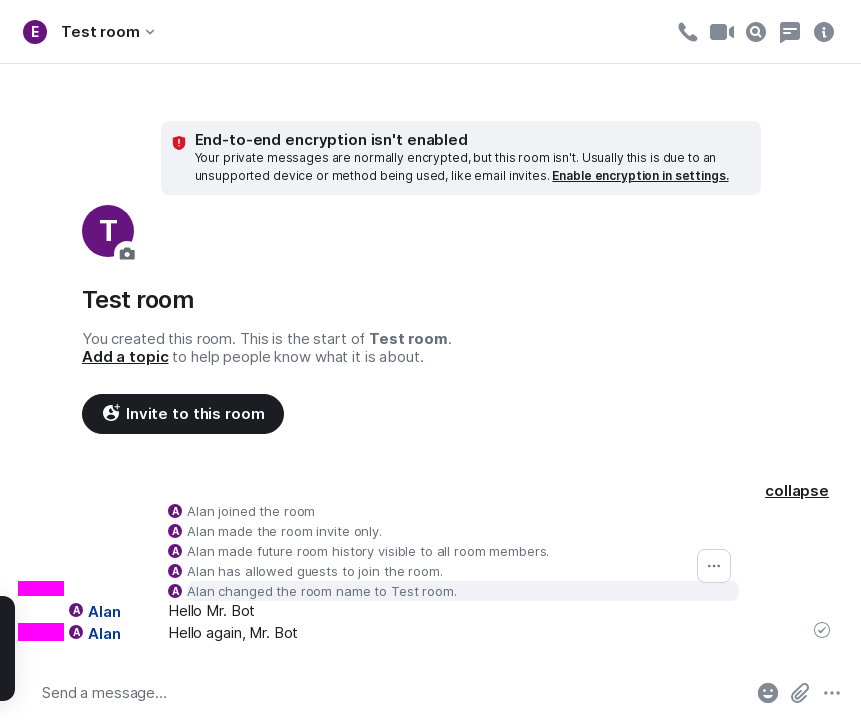 E Test room
End-to-end encryption isn't enabled
Your private messages are normally encrypted, but this room isn't. Usually this is due to an
unsupported device or method being used, like email invites. Enable encryption in settings.
T
Test room
You created this room. This is the start of Test room.
Add a topic to help people know what it is about.
Invite to this room
collapse
A Alan joined the room
A Alan made the room invite only.
A Alan made future room history visible to all room members.
A Alan has allowed guests to join the room.
A Alan changed the room name to Test room.
A Alan Hello Mr. Bot
A Alan Hello again, Mr. Bot
Send a message…